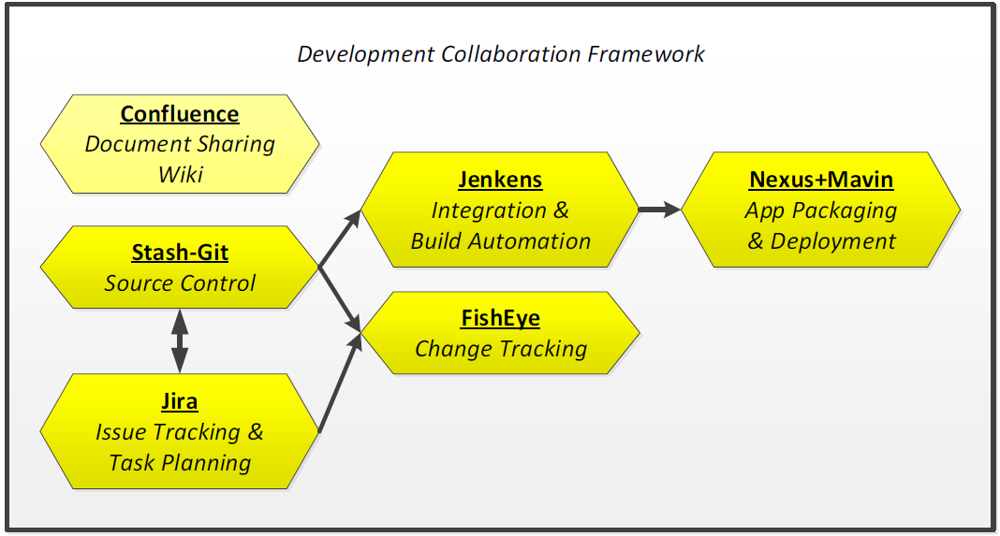 Development Collaboration Framework
Confluence
Document Sharing
Wiki
Stash-Git
Source Control
Jira
Issue Tracking &
Task Planning
Jenkens
Integration &
Build Automation
FishEye
Change Tracking
Nexus+Mavin
App Packaging
& Deployment